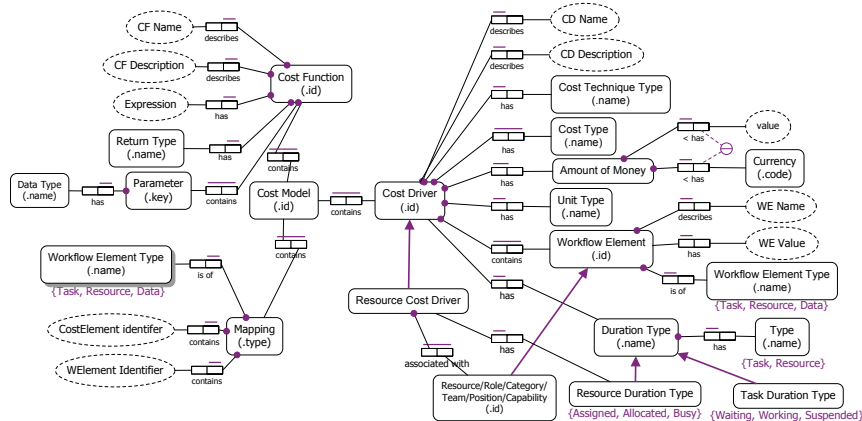 CF Name
describes
CF Description
describes
Cost Function
(.id)
Expression
has
Return Type
(.name)
has
contains
Data Type
(.name)
has
Parameter
(.key)
contains
Cost Model
(.id)
contains
contains
Workflow Element Type
(.name)
{Task, Resource, Data}
is of
CostElement identifer
contains
Mapping
(.type)
WElement Identifier
contains
CD Name
describes
CD Description
describes
Cost Technique Type
(.name)
has
Cost Type
(.name)
has
value
< has
Amount of Money
has
Currency
(.code)
< has
Cost Driver
(.id)
Unit Type
(.name)
has
WE Name
describes
Workflow Element
(.id)
contains
WE Value
has
Workflow Element Type
(.name)
{Task, Resource, Data}
is of
has
Resource Cost Driver
Duration Type
(.name)
Type
(.name)
has
{Task, Resource}
associated with
has
Resource/Role/Category/
Team/Position/Capability
(.id)
Resource Duration Type
{Assigned, Allocated, Busy}
Task Duration Type
{Waiting, Working, Suspended}